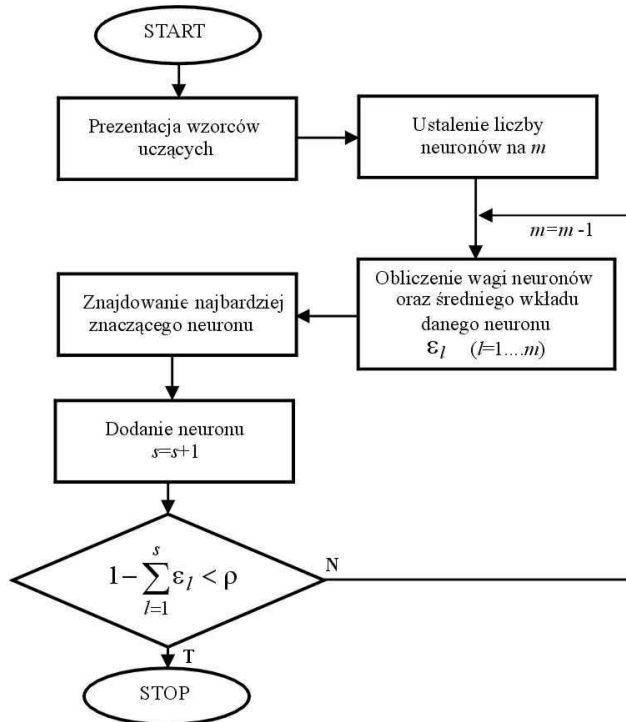 START
Prezentacja wzorców
uczących
Ustalenie liczby
neuronów na m
m=m -1
Obliczenie wagi neuronów
oraz średniego wkładu
danego neuronu
ε_l (l=1....m)
Znajdowanie najbardziej
znaczącego neuronu
Dodanie neuronu
s=s+1
1-∑_{l=1}^{s} ε_l < ρ
N
T
STOP